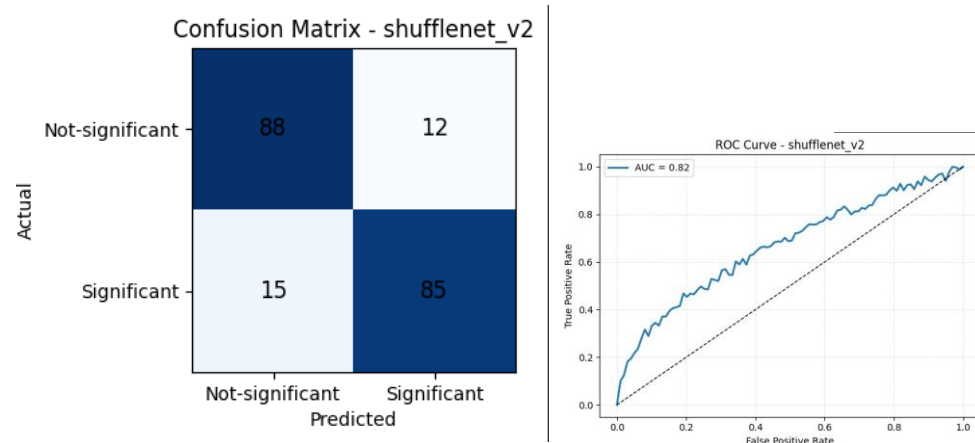 Confusion Matrix - shufflenet_v2
Actual
Not-significant
88
12
Significant
15
85
Not-significant
Significant
Predicted
ROC Curve - shufflenet_v2
AUC = 0.82
True Positive Rate
1.0
0.8
0.6
0.4
0.2
0.0
0.0
0.2
0.4
0.6
0.8
1.0
False Positive Rate